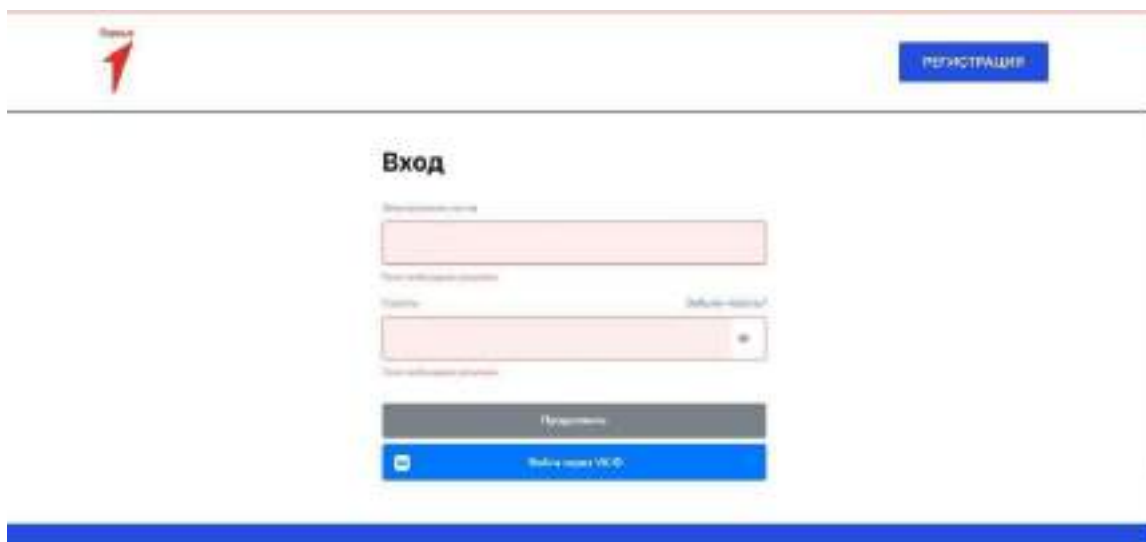 РЕГИСТРАЦИЯ
Вход
Электронная почта
Поле необходимо заполнить
Пароль
Забыли пароль?
Поле необходимо заполнить
Продолжить
Войти через VK ID